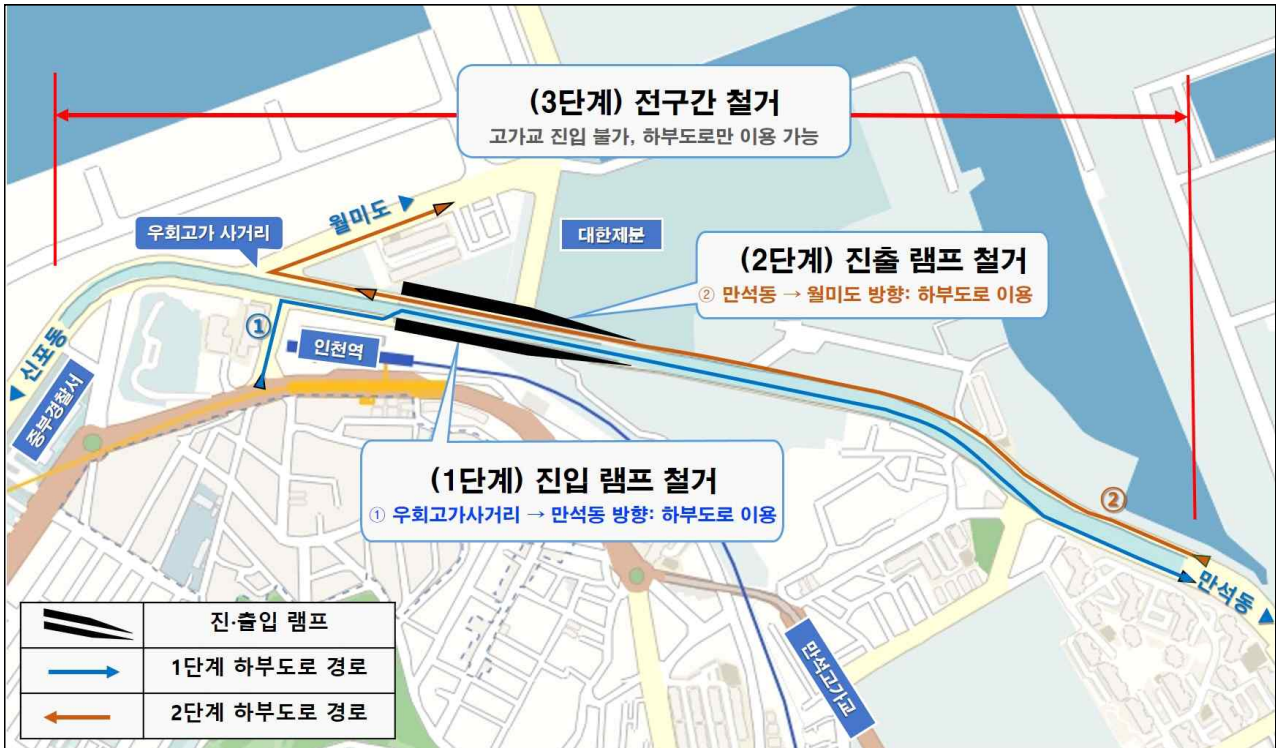 (3단계) 전구간 철거
고가교 진입 불가, 하부도로만 이용 가능
월미도 ▶
우회고가 사거리
대한제분
(2단계) 진출 램프 철거
② 만석동 → 월미도 방향: 하부도로 이용
①
인천역
◀ 신포동
중부경찰서
(1단계) 진입 램프 철거
① 우회고가사거리 → 만석동 방향: 하부도로 이용
②
만석동 ▶
만석고가교
진·출입 램프
1단계 하부도로 경로
2단계 하부도로 경로